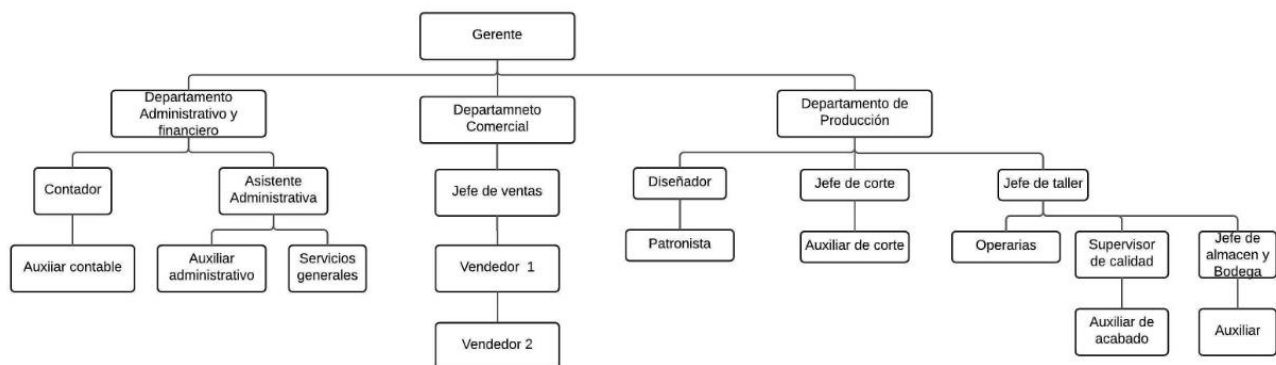 Gerente
Departamento
Administrativo y
financiero
Departamneto
Comercial
Departamento de
Producción
Contador
Asistente
Administrativa
Jefe de ventas
Diseñador
Jefe de corte
Jefe de taller
Auxiiar contable
Auxiliar
administrativo
Servicios
generales
Vendedor 1
Patronista
Auxiliar de corte
Operarias
Supervisor
de calidad
Jefe de
almacen y
Bodega
Vendedor 2
Auxiliar de
acabado
Auxiliar